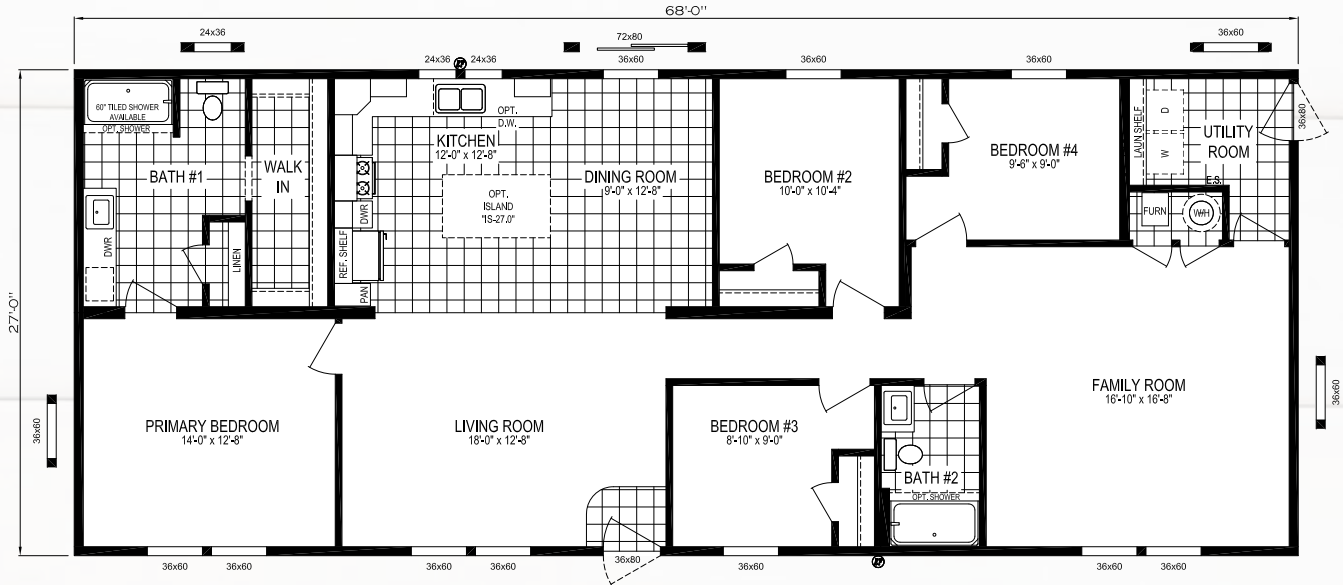 68'-0"
24x36
72x80
36x60
24x36
24x36
36x60
36x60
36x60
27'-0"
60" TILED SHOWER
AVAILABLE
OPT. SHOWER
BATH #1
WALK
IN
LINEN
DWR
KITCHEN
12'-0" x 12'-8"
OPT.
D.W.
OPT.
ISLAND
"IS-27.0"
DWR
REF. SHELF
PAN
DINING ROOM
9'-0" x 12'-8"
BEDROOM #2
10'-0" x 10'-4"
BEDROOM #4
9'-6" x 9'-0"
LAUN SHELF
D
W
UTILITY
ROOM
E.S.
FURN
W/H
36x80
PRIMARY BEDROOM
14'-0" x 12'-8"
LIVING ROOM
18'-0" x 12'-8"
BEDROOM #3
8'-10" x 9'-0"
BATH #2
OPT. SHOWER
FAMILY ROOM
16'-10" x 16'-8"
36x60
36x60
36x60
36x60
36x60
36x60
36x80
36x60
36x60
36x60